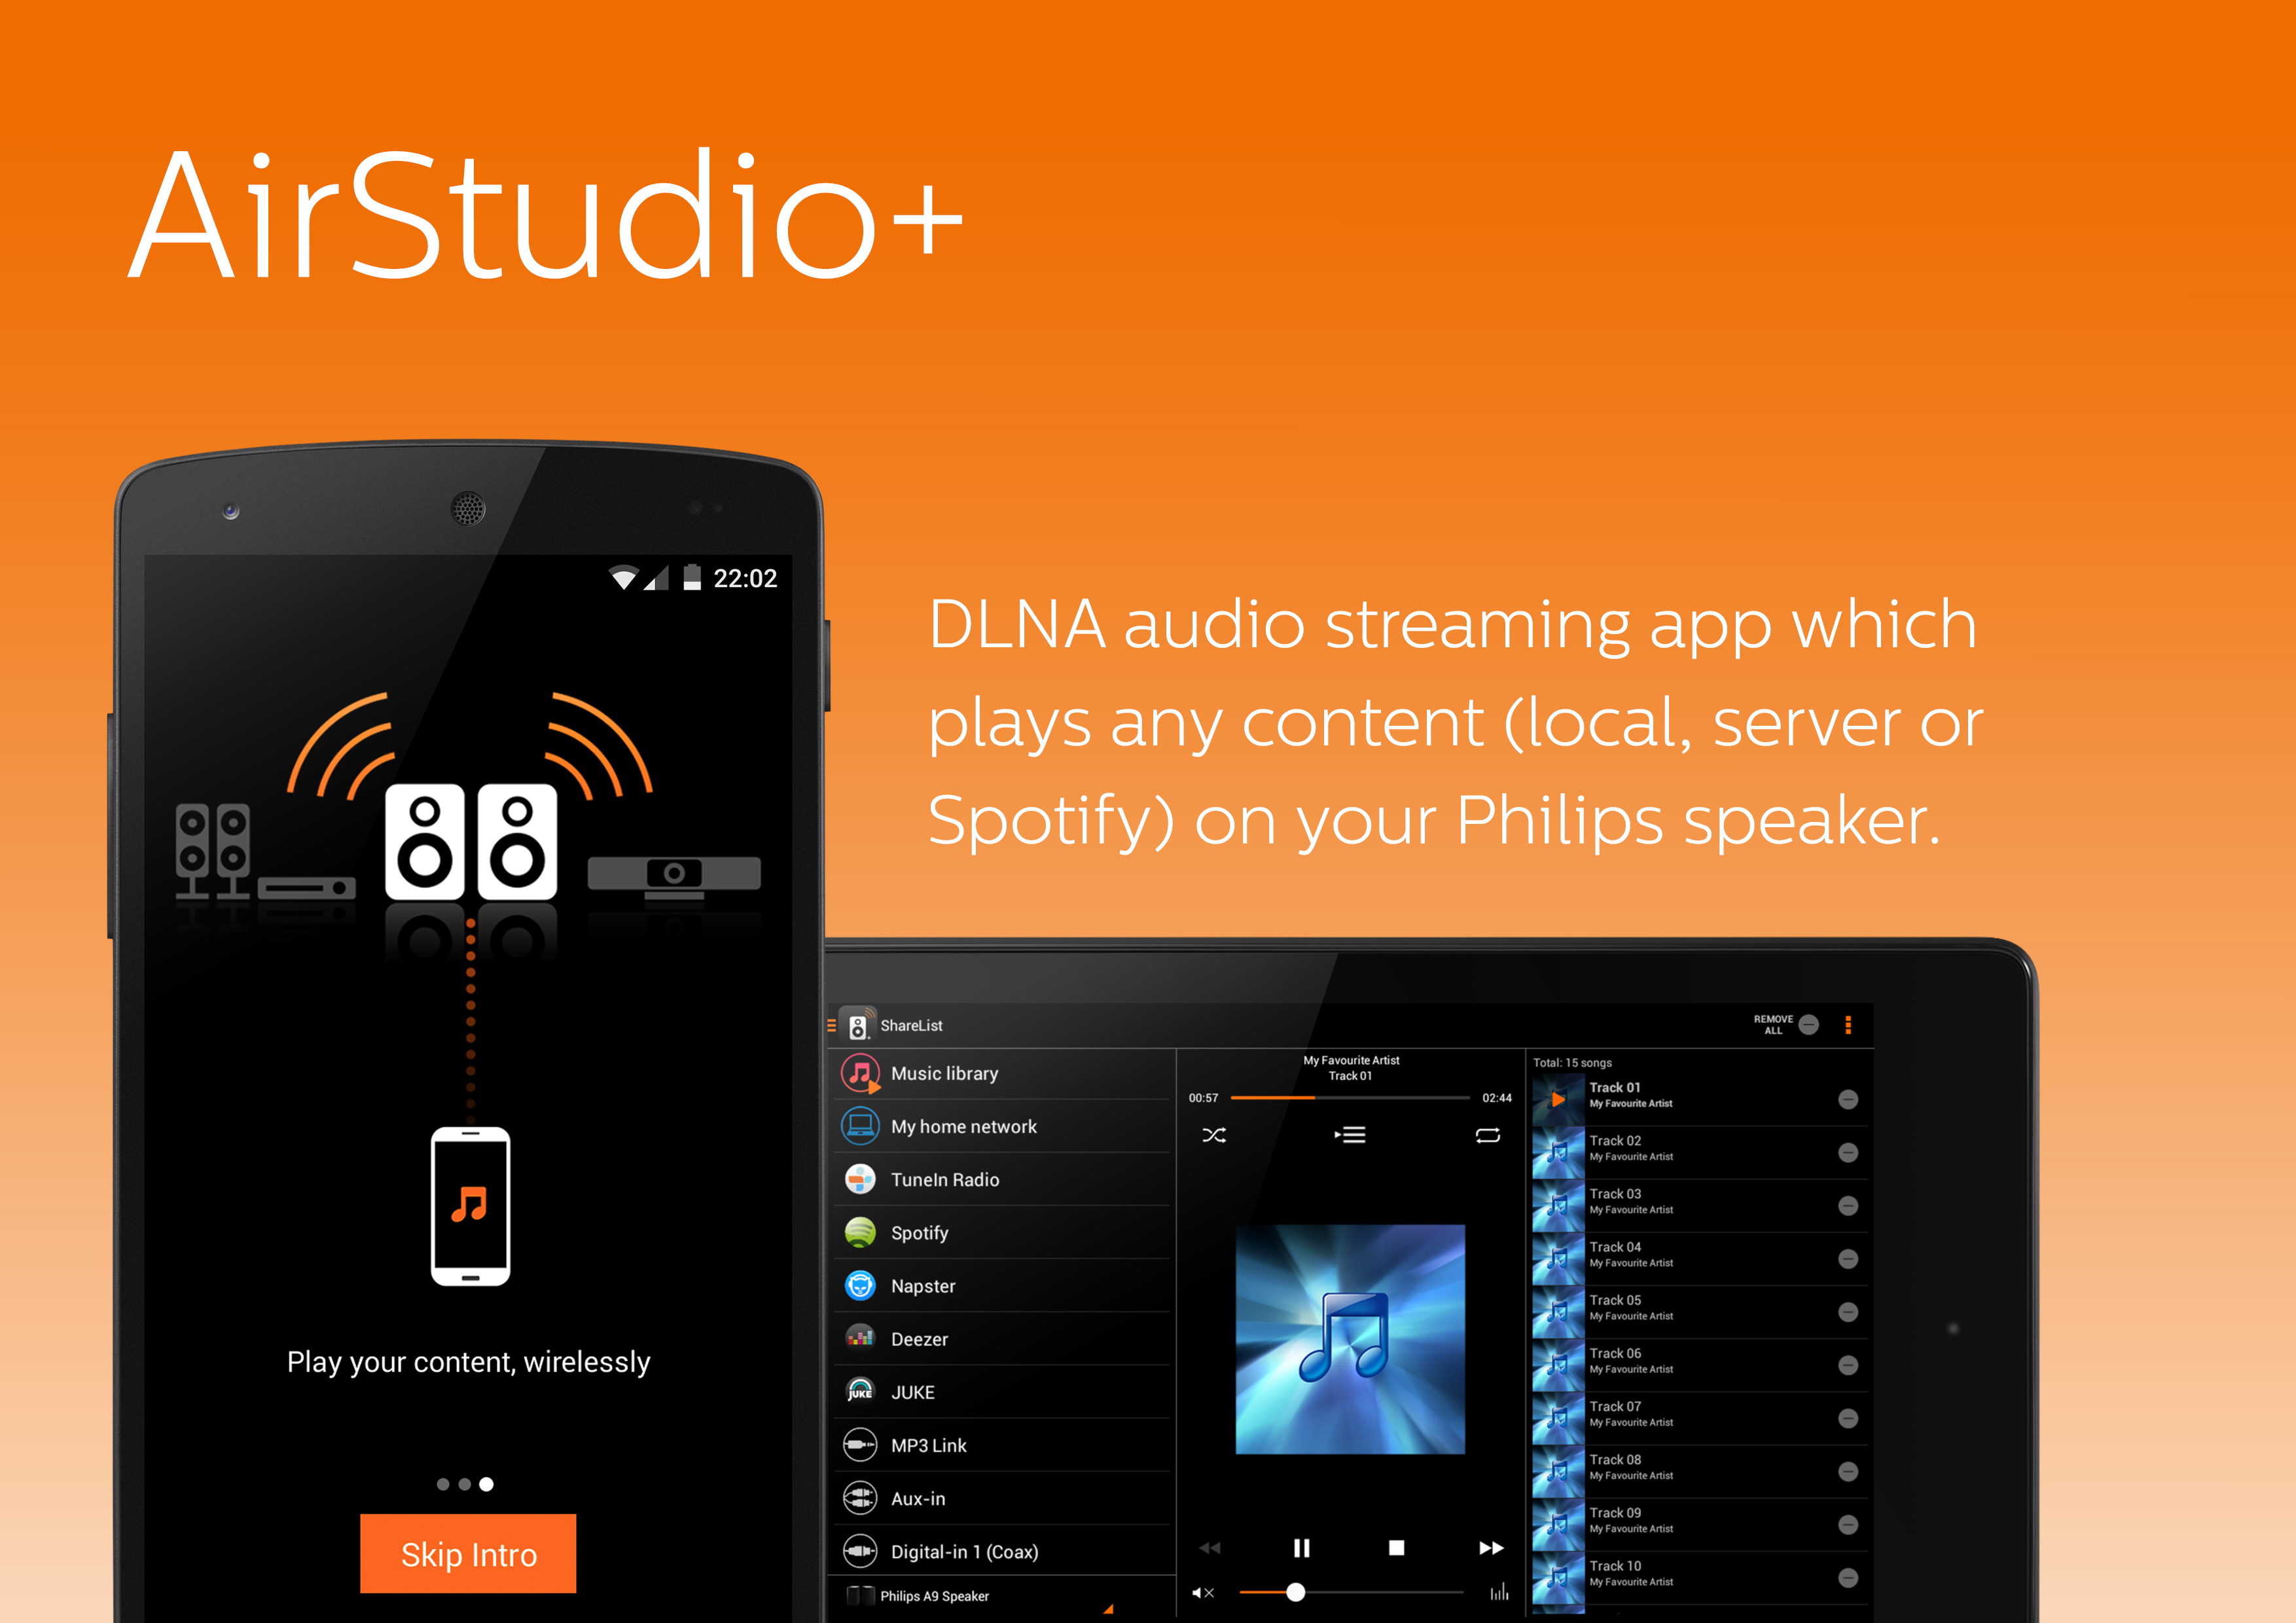 AirStudio+
DLNA audio streaming app which
plays any content (local, server or
Spotify) on your Philips speaker.
22:02
Play your content, wirelessly
Skip Intro
ShareList
REMOVE
ALL
Music library
My home network
TuneIn Radio
Spotify
Napster
Deezer
JUKE
JUKE
MP3 Link
Aux-in
Digital-in 1 (Coax)
Philips A9 Speaker
My Favourite Artist
Track 01
00:57
02:44
Total: 15 songs
Track 01
My Favourite Artist
Track 02
My Favourite Artist
Track 03
My Favourite Artist
Track 04
My Favourite Artist
Track 05
My Favourite Artist
Track 06
My Favourite Artist
Track 07
My Favourite Artist
Track 08
My Favourite Artist
Track 09
My Favourite Artist
Track 10
My Favourite Artist